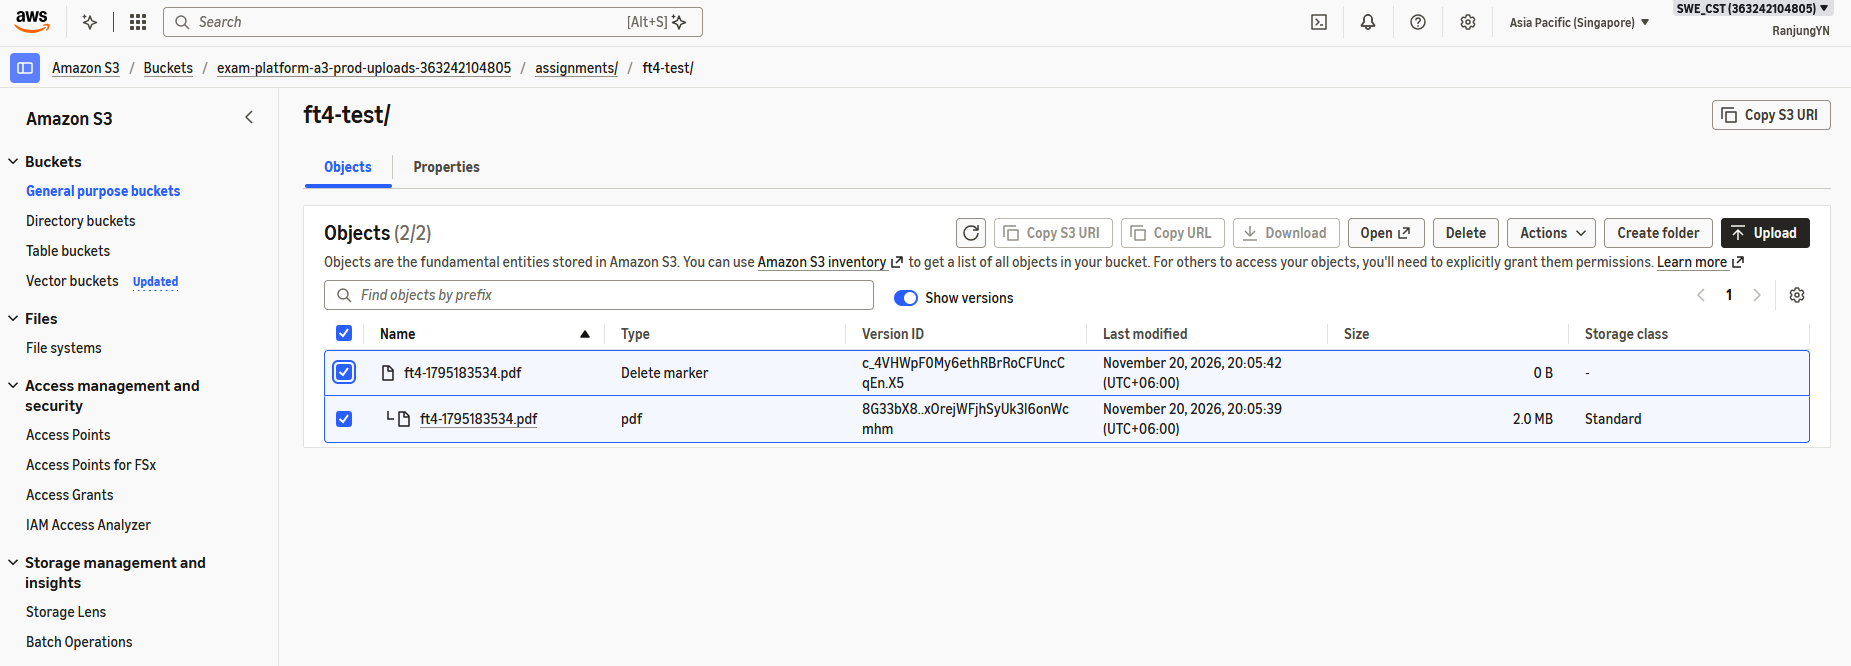 aws
Search [Alt+S]
Asia Pacific (Singapore)
SWE_CST (363242104805)
RanjungYN
Amazon S3 / Buckets / exam-platform-a3-prod-uploads-363242104805 / assignments/ / ft4-test/
Amazon S3
Buckets
General purpose buckets
Directory buckets
Table buckets
Vector buckets Updated
Files
File systems
Access management and
security
Access Points
Access Points for FSx
Access Grants
IAM Access Analyzer
Storage management and
insights
Storage Lens
Batch Operations
ft4-test/
Copy S3 URI
Objects
Properties
Objects (2/2)
Copy S3 URI
Copy URL
Download
Open
Delete
Actions
Create folder
Upload
Objects are the fundamental entities stored in Amazon S3. You can use Amazon S3 inventory to get a list of all objects in your bucket. For others to access your objects, you'll need to explicitly grant them permissions. Learn more
Find objects by prefix
Show versions
1
Name Type Version ID Last modified Size Storage class
ft4-1795183534.pdf Delete marker c_4VHWpF0My6ethRBrRoCFUncC November 20, 2026, 20:05:42 0 B -
qEn.X5 (UTC+06:00)
ft4-1795183534.pdf pdf 8G33bX8..xOrejWFjhSyUk3l6onWc November 20, 2026, 20:05:39 2.0 MB Standard
mhm (UTC+06:00)